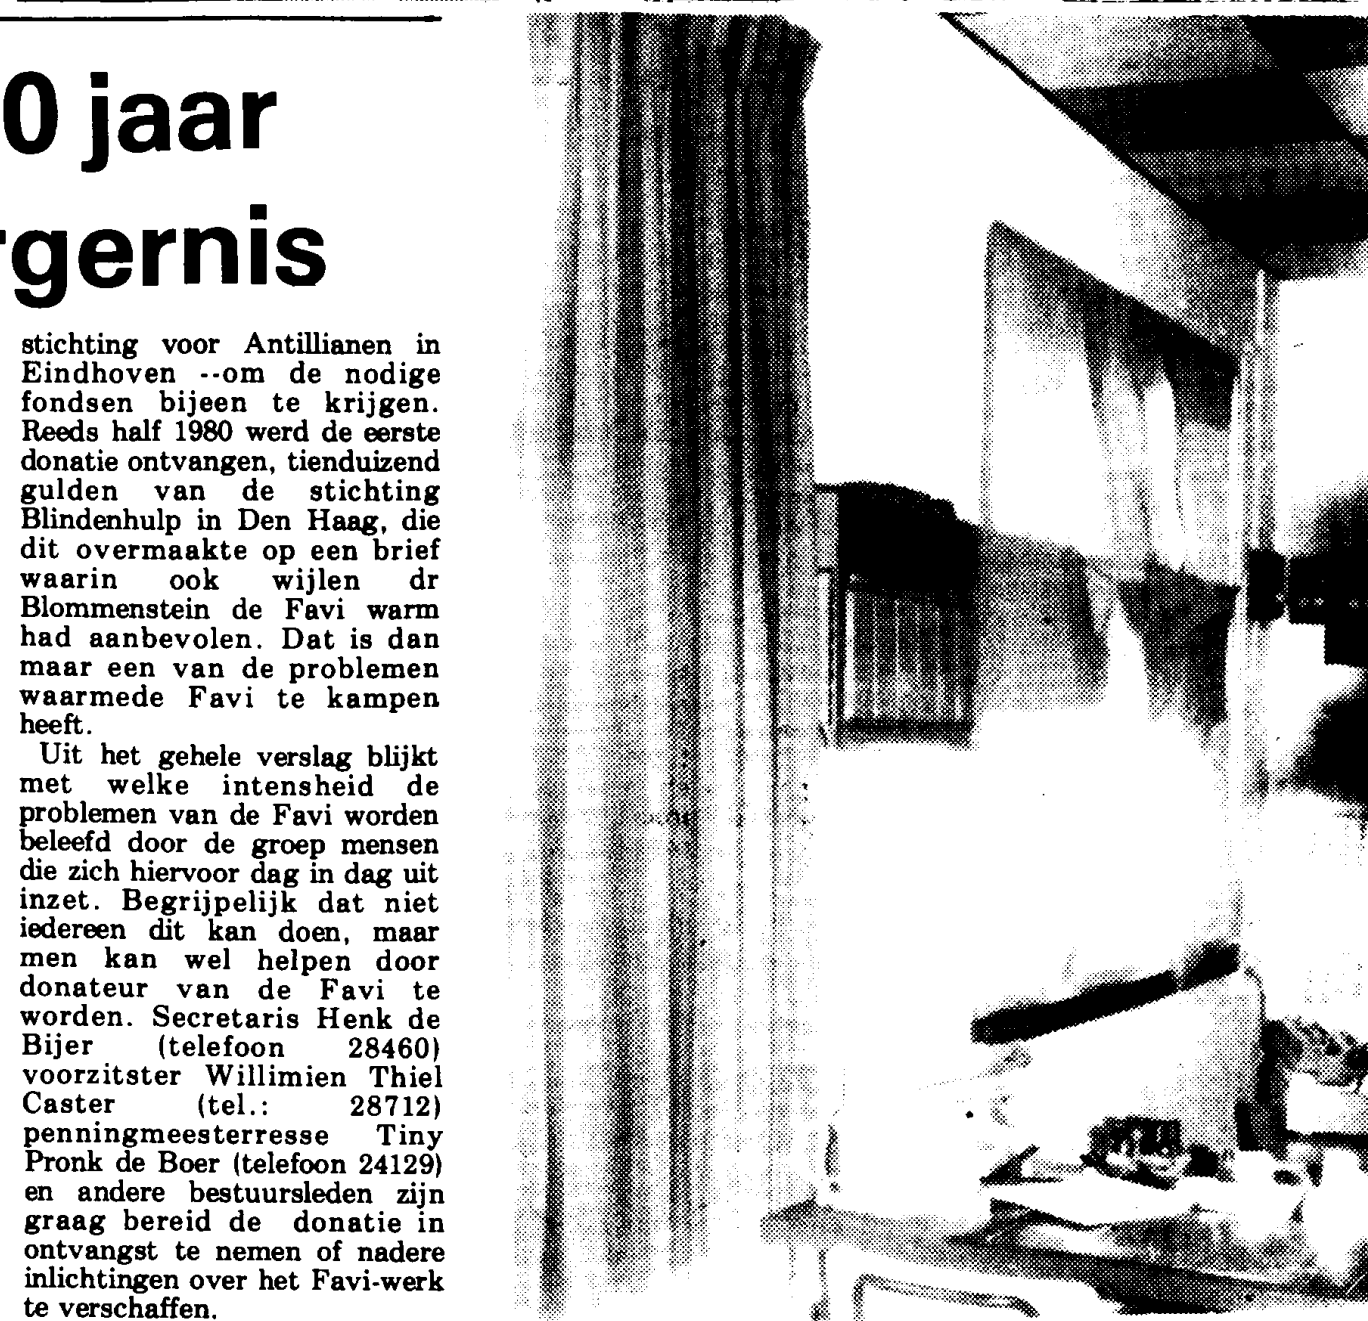 0 jaar
rgernis
stichting voor Antillianen in
Eindhoven --om de nodige
fondsen bijeen te krijgen.
Reeds half 1980 werd de eerste
donatie ontvangen, tienduizend
gulden van de stichting
Blindenhulp in Den Haag, die
dit overmaakte op een brief
waarin ook wijlen dr
Blommenstein de Favi warm
had aanbevolen. Dat is dan
maar een van de problemen
waarmede Favi te kampen
heeft.
Uit het gehele verslag blijkt
met welke intensheid de
problemen van de Favi worden
beleefd door de groep mensen
die zich hiervoor dag in dag uit
inzet. Begrijpelijk dat niet
iedereen dit kan doen, maar
men kan wel helpen door
donateur van de Favi te
worden. Secretaris Henk de
Bijer (telefoon 28460)
voorzitster Willimien Thiel
Caster (tel.: 28712)
penningmeesterresse Tiny
Pronk de Boer (telefoon 24129)
en andere bestuursleden zijn
graag bereid de donatie in
ontvangst te nemen of nadere
inlichtingen over het Favi-werk
te verschaffen.